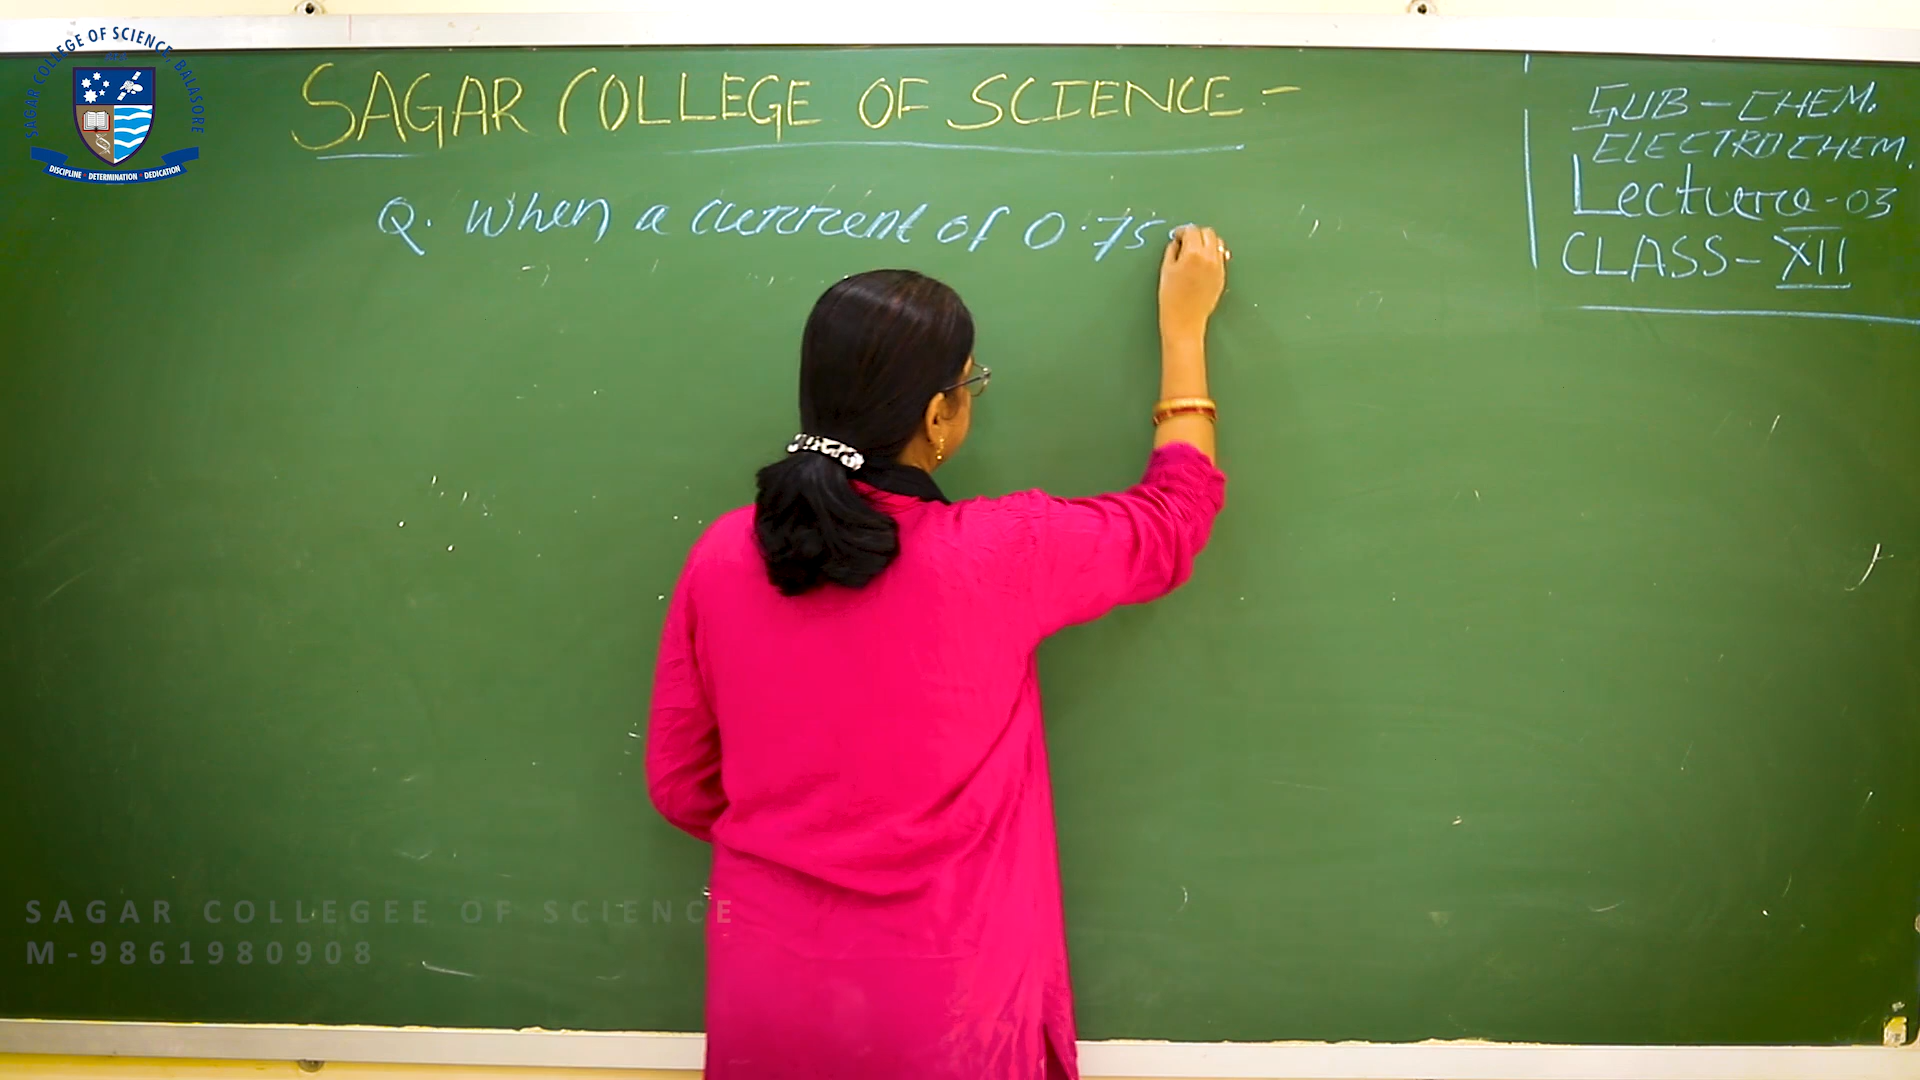 SAGAR COLLEGE OF SCIENCE, BALASORE
DISCIPLINE DETERMINATION DEDICATION
SAGAR COLLEGE OF SCIENCE -
Q. When a current of 0.75
SUB - CHEM.
ELECTROCHEM.
Lecture - 03
CLASS - XII
SAGAR COLLEGEE OF SCIENCE
M-9861980908